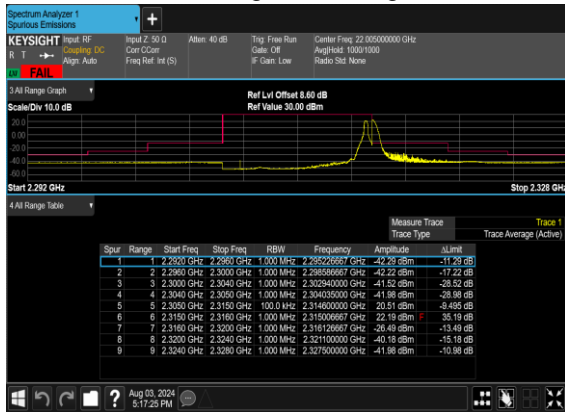 Spectrum Analyzer 1
Spurious Emissions
KEYSIGHT Input: RF Input Z: 50 Ω Atten: 40 dB Trig: Free Run Center Freq: 22.005000000 GHz
R T Coupling: DC Corr CCorr Gate: Off Avg|Hold: 1000/1000
Align: Auto Freq Ref: Int (S) IF Gain: Low Radio Std: None
FAIL
3 All Range Graph
Ref Lvl Offset 8.60 dB
Scale/Div 10.0 dB Ref Value 30.00 dBm
20.0
0.00
-20.0
-40.0
-60.0
Start 2.292 GHz Stop 2.328 GHz
4 All Range Table
Measure Trace Trace 1
Trace Type Trace Average (Active)
Spur Range Start Freq Stop Freq RBW Frequency Amplitude ΔLimit
1 1 2.2920 GHz 2.2960 GHz 1.000 MHz 2.295226667 GHz -42.29 dBm -11.29 dB
2 2 2.2960 GHz 2.3000 GHz 1.000 MHz 2.298586667 GHz -42.22 dBm -17.22 dB
3 3 2.3000 GHz 2.3040 GHz 1.000 MHz 2.302940000 GHz -41.52 dBm -28.52 dB
4 4 2.3040 GHz 2.3050 GHz 1.000 MHz 2.304035000 GHz -41.98 dBm -28.98 dB
5 5 2.3050 GHz 2.3150 GHz 100.0 kHz 2.314600000 GHz 20.51 dBm -9.495 dB
6 6 2.3150 GHz 2.3160 GHz 1.000 MHz 2.315006667 GHz 22.19 dBm F 35.19 dB
7 7 2.3160 GHz 2.3200 GHz 1.000 MHz 2.316126667 GHz -26.49 dBm -13.49 dB
8 8 2.3200 GHz 2.3240 GHz 1.000 MHz 2.321100000 GHz -40.18 dBm -15.18 dB
9 9 2.3240 GHz 2.3280 GHz 1.000 MHz 2.327500000 GHz -41.98 dBm -10.98 dB
? Aug 03, 2024
5:17:25 PM